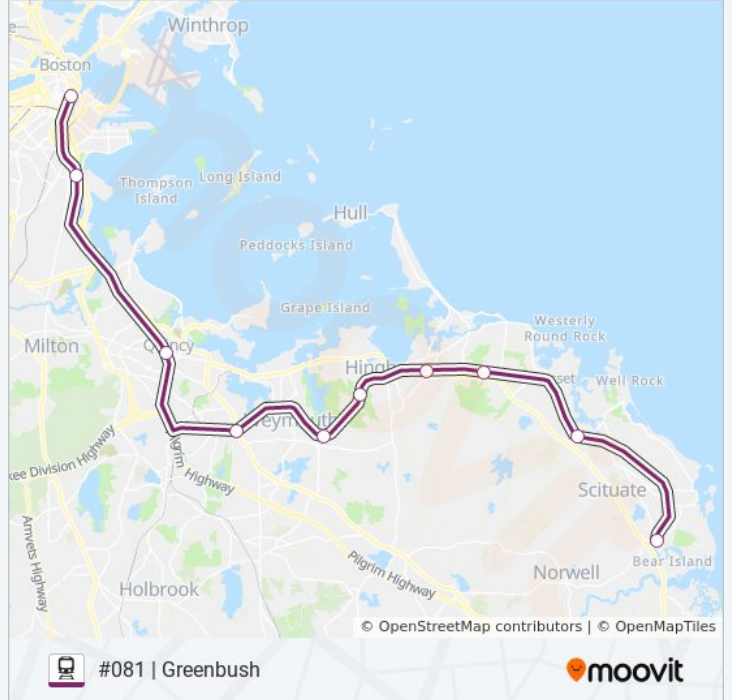 Winthrop
Boston
Thompson
Island
Long Island
Hull
Peddocks Island
Grape Island
Westerly
Round Rock
Milton
Quincy
Well Rock
kee Division Highway
Pilgrim Highway
Scituate
Amvets Highway
Pilgrim Highway
Bear Island
Norwell
Holbrook
© OpenStreetMap contributors | © OpenMapTiles
#081 | Greenbush
moovit